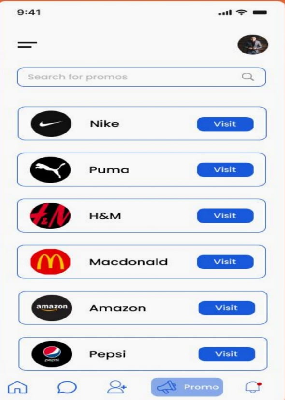 9:41
Search for promos
Nike
Visit
Puma
Visit
H&M
H&M
Visit
Macdonald
Visit
amazon
Amazon
Visit
pepsi
Pepsi
Visit
Promo